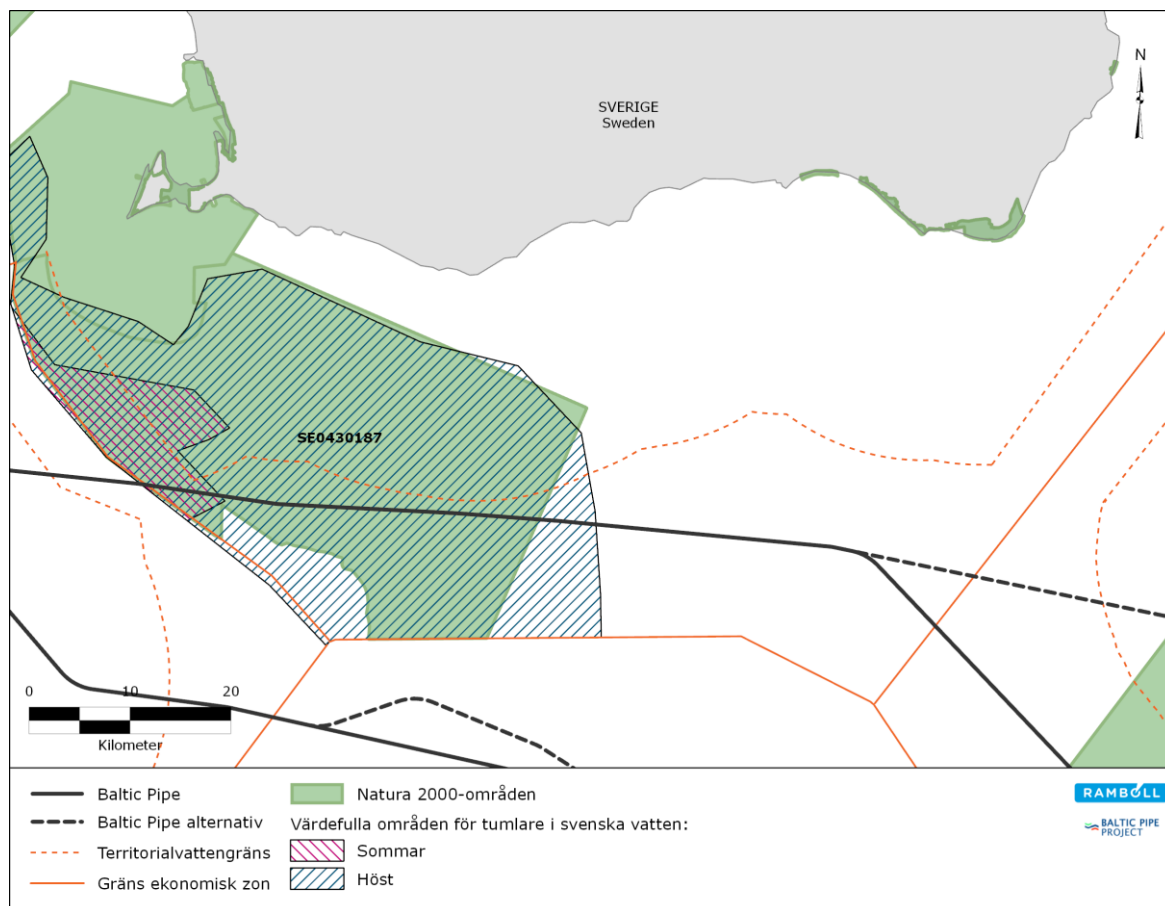 N
SVERIGE
Sweden
SE0430187
0 10 20
Kilometer
Baltic Pipe
Baltic Pipe alternativ
Territorialvattengräns
Gräns ekonomisk zon
Natura 2000-områden
Värdefulla områden för tumlare i svenska vatten:
Sommar
Höst
RAMBOLL
BALTIC PIPE
PROJECT